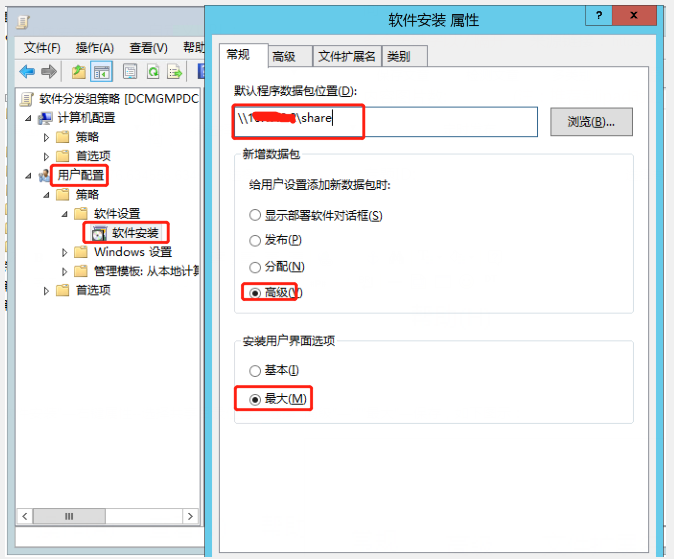 软件安装 属性
?
x
文件(F) 操作(A) 查看(V) 帮助
软件分发组策略 [DCMGMPDC
计算机配置
策略
首选项
用户配置
策略
软件设置
软件安装
Windows 设置
管理模板: 从本地计算
首选项
常规 高级 文件扩展名 类别
默认程序数据包位置(D):
\share
浏览(B)...
新增数据包
给用户设置添加新数据包时:
显示部署软件对话框(S)
发布(P)
分配(N)
高级(V)
安装用户界面选项
基本(I)
最大(M)